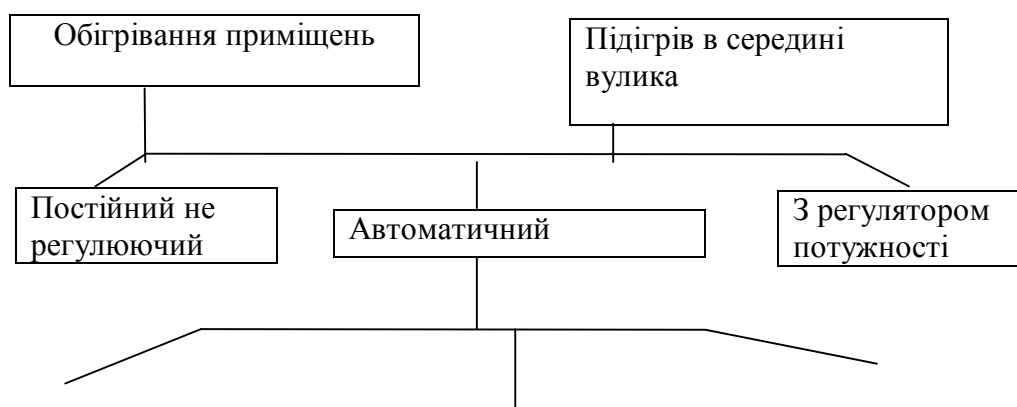 Обігрівання приміщень
Підігрів в середині
вулика
Постійний не
регулюючий
Автоматичний
З регулятором
потужності